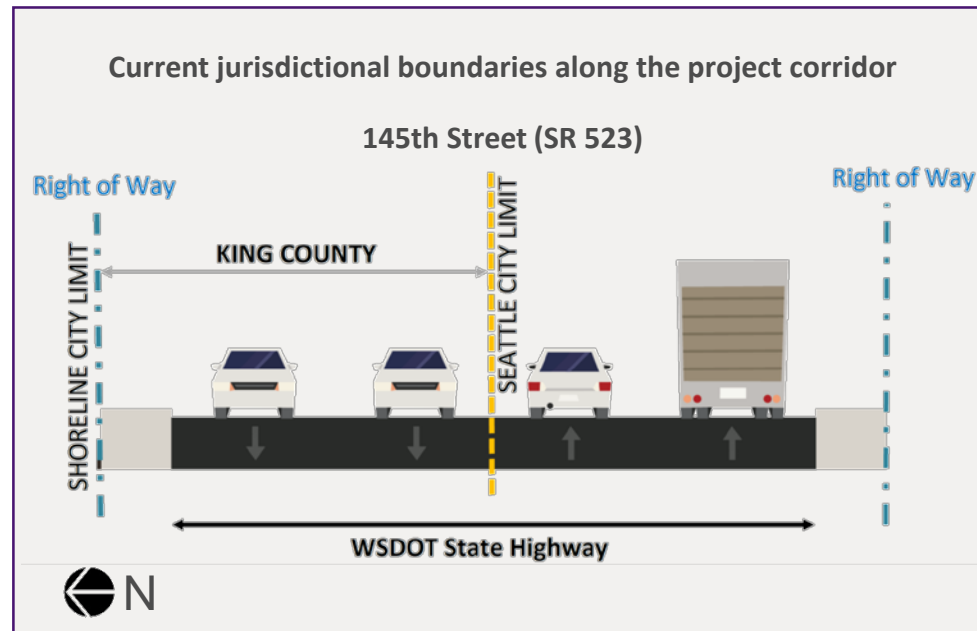 Current jurisdictional boundaries along the project corridor
145th Street (SR 523)
Right of Way
Right of Way
SHORELINE CITY LIMIT
KING COUNTY
SEATTLE CITY LIMIT
WSDOT State Highway
N